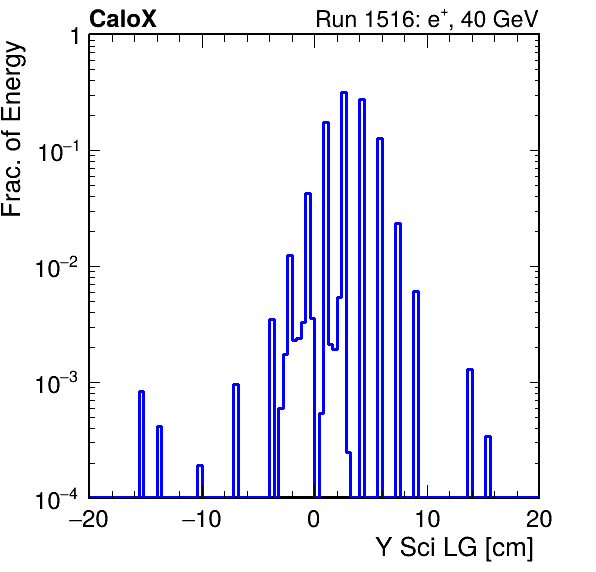 CaloX Run 1516: e⁺, 40 GeV
Frac. of Energy
1
10⁻¹
10⁻²
10⁻³
10⁻⁴
−20 −10 0 10 20
Y Sci LG [cm]